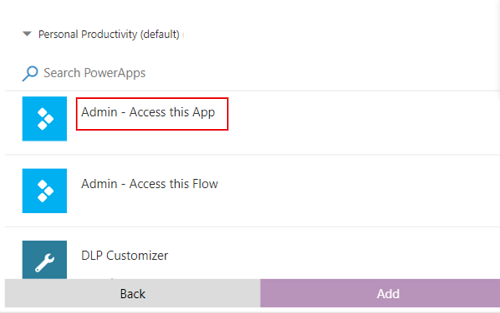 Personal Productivity (default)
Search PowerApps
Admin - Access this App
Admin - Access this Flow
DLP Customizer
Back
Add